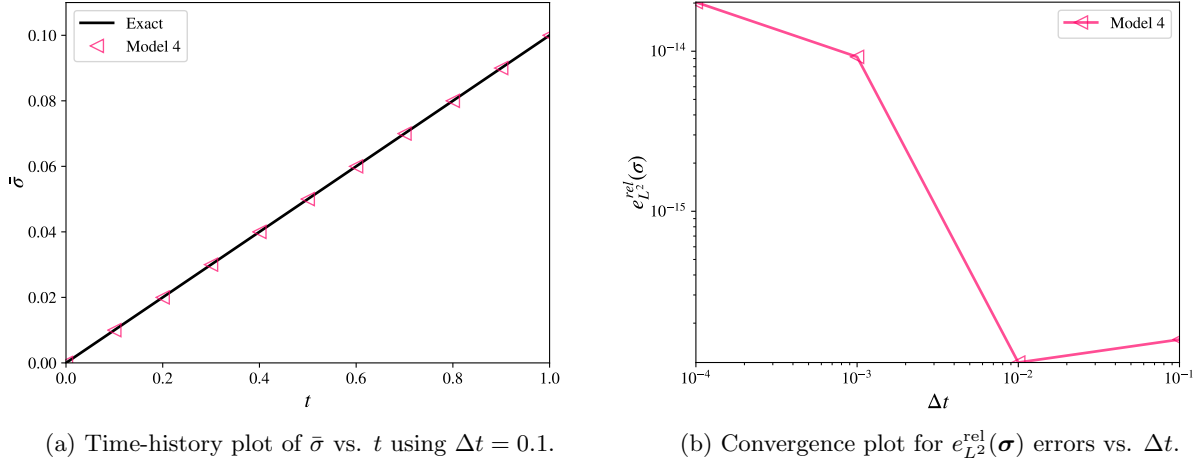 Exact
Model 4
0.10
0.08
0.06
0.04
0.02
0.00
σ̄
0.0 0.2 0.4 0.6 0.8 1.0
t
(a) Time-history plot of σ̄ vs. t using Δt = 0.1.
Model 4
10⁻¹⁴
10⁻¹⁵
e^{rel}_{L²}(σ)
10⁻⁴ 10⁻³ 10⁻² 10⁻¹
Δt
(b) Convergence plot for e^{rel}_{L²}(σ) errors vs. Δt.